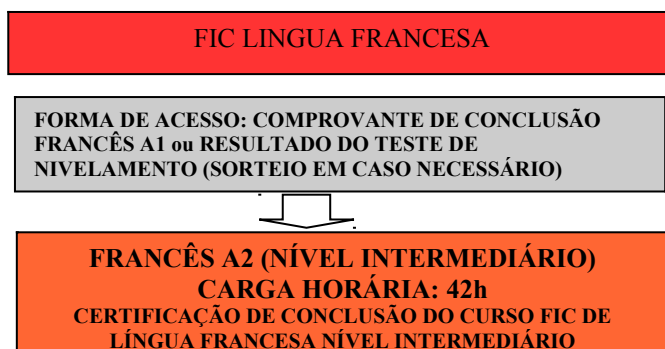 FIC LINGUA FRANCESA
FORMA DE ACESSO: COMPROVANTE DE CONCLUSÃO
FRANCÊS A1 ou RESULTADO DO TESTE DE
NIVELAMENTO (SORTEIO EM CASO NECESSÁRIO)
FRANCÊS A2 (NÍVEL INTERMEDIÁRIO)
CARGA HORÁRIA: 42h
CERTIFICAÇÃO DE CONCLUSÃO DO CURSO FIC DE
LÍNGUA FRANCESA NÍVEL INTERMEDIÁRIO